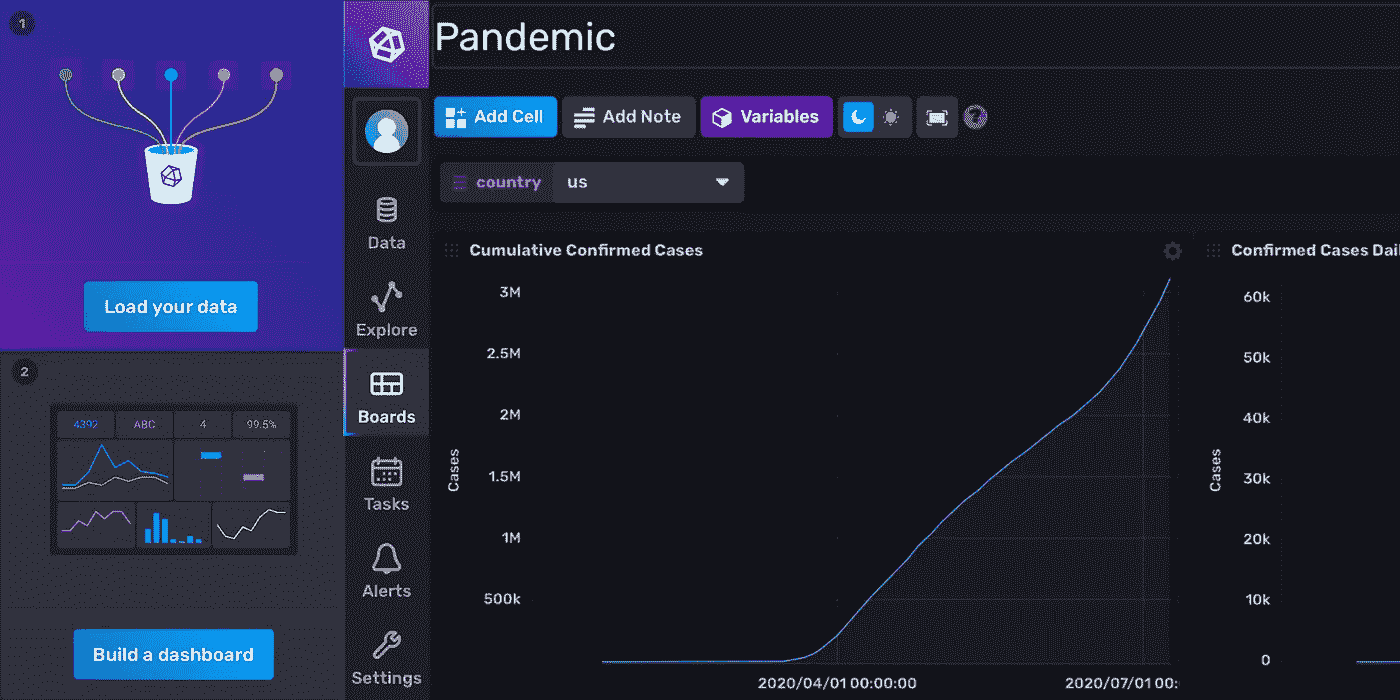 1
Load your data
2
4392 ABC 4 99.5%
Build a dashboard
Data
Explore
Boards
Tasks
Alerts
Settings
Pandemic
Add Cell Add Note Variables
country us
Cumulative Confirmed Cases
Cases
3M
2.5M
2M
1.5M
1M
500k
2020/04/01 00:00:00 2020/07/01 00:
Confirmed Cases Dai
Cases
60k
50k
40k
30k
20k
10k
0